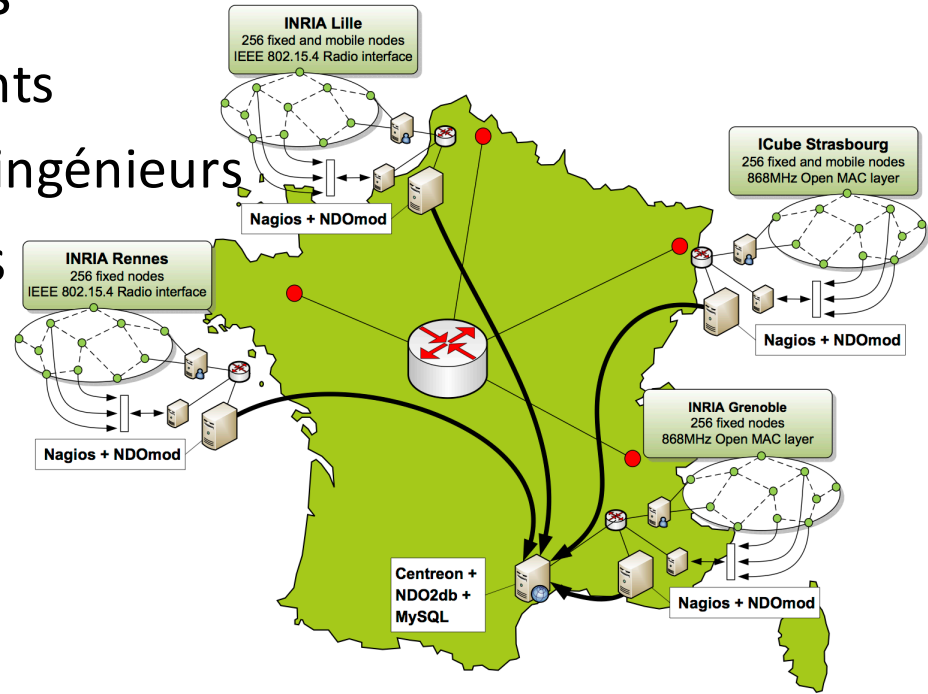 s
nts
ingénieurs
s
INRIA Lille
256 fixed and mobile nodes
IEEE 802.15.4 Radio interface
Nagios + NDOmod
ICube Strasbourg
256 fixed and mobile nodes
868MHz Open MAC layer
Nagios + NDOmod
INRIA Rennes
256 fixed nodes
IEEE 802.15.4 Radio interface
Nagios + NDOmod
INRIA Grenoble
256 fixed nodes
868MHz Open MAC layer
Nagios + NDOmod
Centreon +
NDO2db +
MySQL